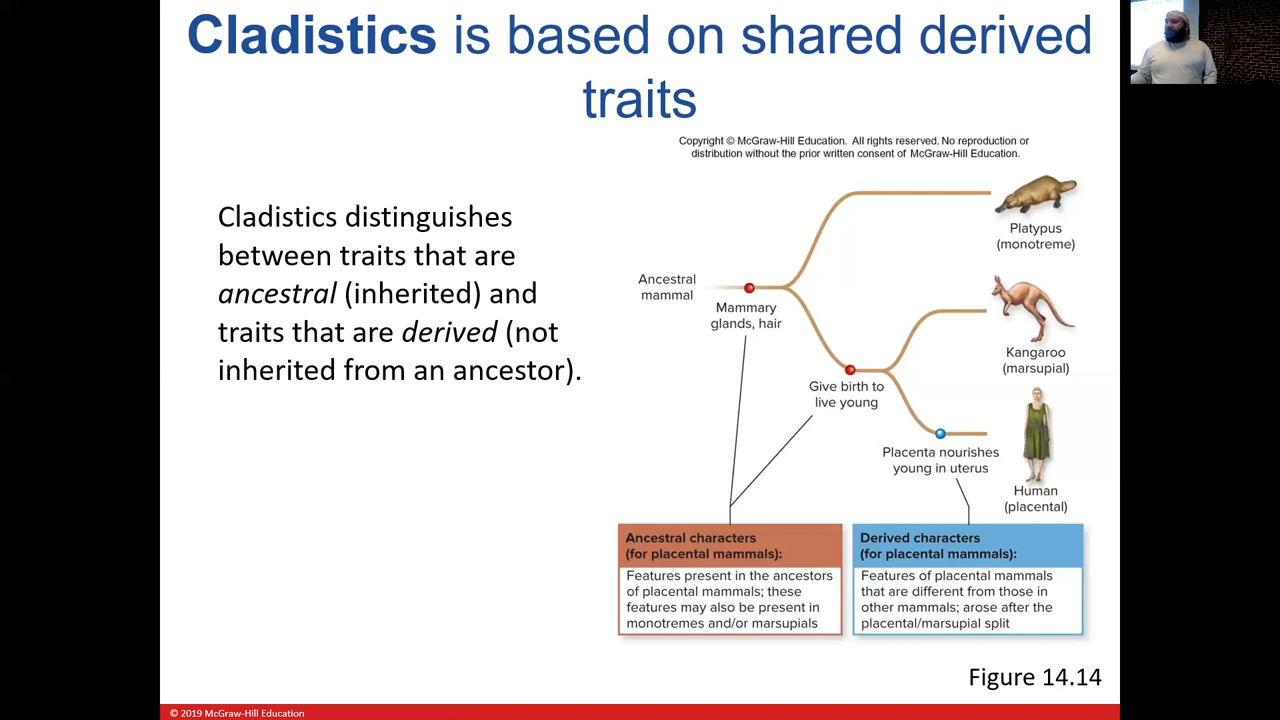 Cladistics is based on shared derived
traits
Copyright © McGraw-Hill Education. All rights reserved. No reproduction or
distribution without the prior written consent of McGraw-Hill Education.
Cladistics distinguishes
between traits that are
ancestral (inherited) and
traits that are derived (not
inherited from an ancestor).
Platypus
(monotreme)
Ancestral
mammal
Mammary
glands, hair
Kangaroo
(marsupial)
Give birth to
live young
Placenta nourishes
young in uterus
Human
(placental)
Ancestral characters
(for placental mammals):
Features present in the ancestors
of placental mammals; these
features may also be present in
monotremes and/or marsupials
Derived characters
(for placental mammals):
Features of placental mammals
that are different from those in
other mammals; arose after the
placental/marsupial split
Figure 14.14
© 2019 McGraw-Hill Education